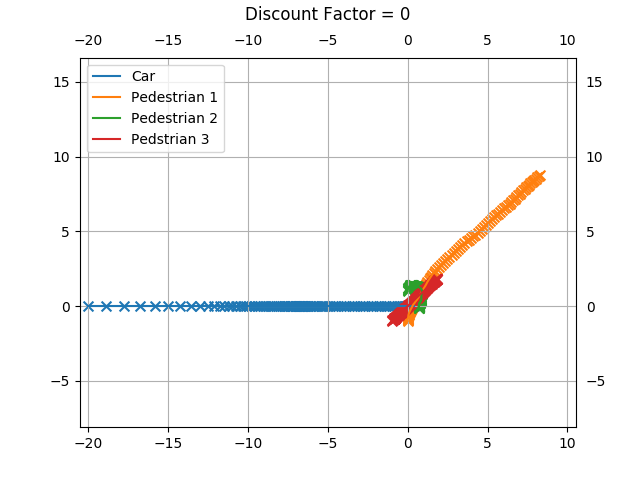 Discount Factor = 0
−20 −15 −10 −5 0 5 10
15 15
10 10
5 5
0 0
−5 −5
Car
Pedestrian 1
Pedestrian 2
Pedstrian 3
−20 −15 −10 −5 0 5 10